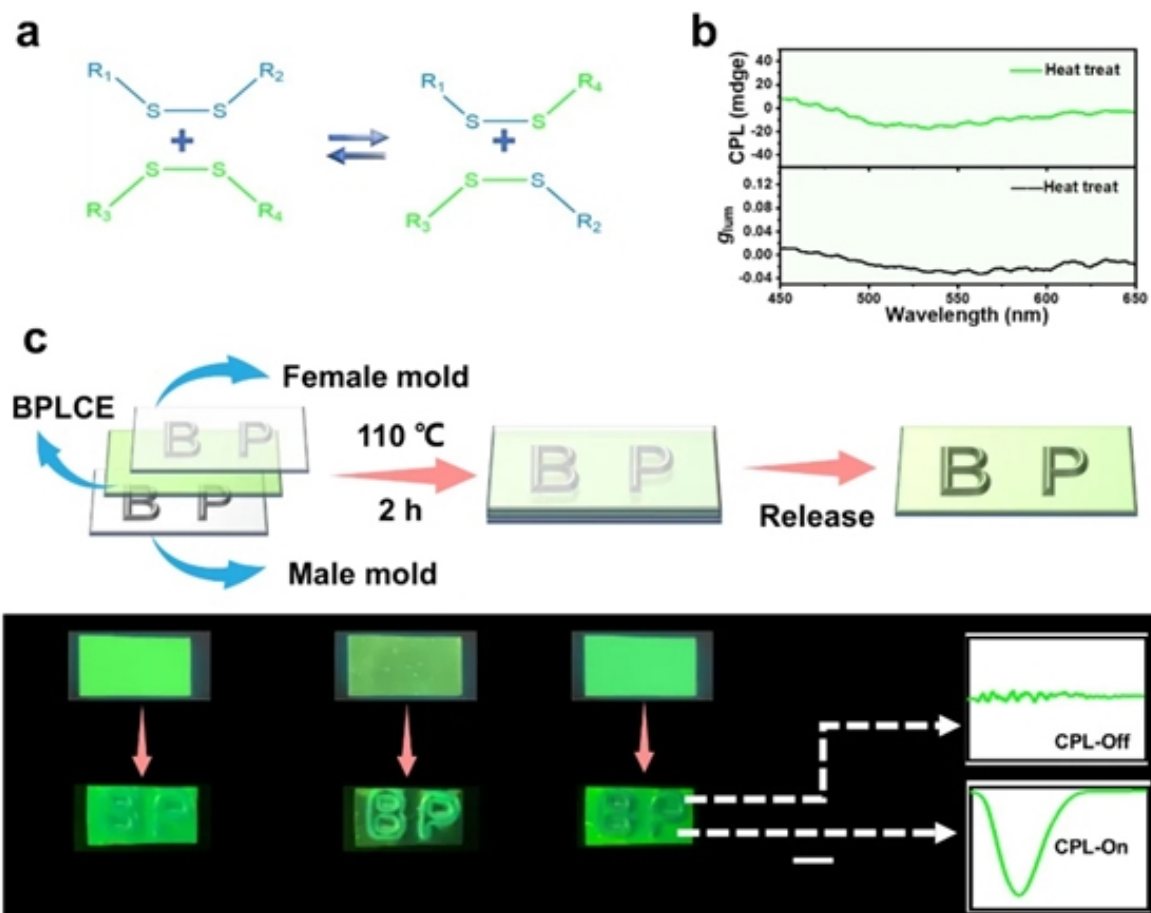 a
R1 R2
S S
+
S S
R3 R4
R1 R4
S S
+
S S
R3 R2
b
CPL (mdge)
40
20
0
-20
-40
Heat treat
glum
0.12
0.08
0.04
0.00
-0.04
Heat treat
450 500 550 600 650
Wavelength (nm)
c
BPLCE
Female mold
B P
B P
Male mold
110 ℃
2 h
B P
Release
B P
B P
B P
B P
CPL-Off
CPL-On